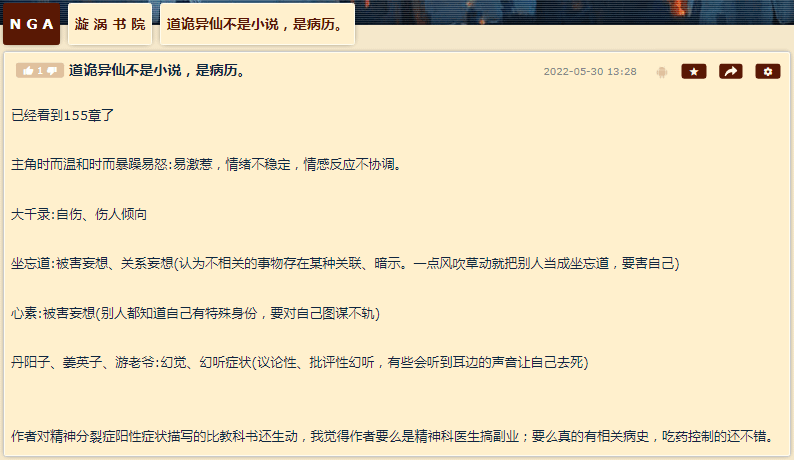 NGA 漩涡书院 道诡异仙不是小说，是病历。
1 道诡异仙不是小说，是病历。 2022-05-30 13:28
已经看到155章了
主角时而温和时而暴躁易怒:易激惹，情绪不稳定，情感反应不协调。
大千录:自伤、伤人倾向
坐忘道:被害妄想、关系妄想(认为不相关的事物存在某种关联、暗示。一点风吹草动就把别人当成坐忘道，要害自己)
心素:被害妄想(别人都知道自己有特殊身份，要对自己图谋不轨)
丹阳子、姜英子、游老爷:幻觉、幻听症状(议论性、批评性幻听，有些会听到耳边的声音让自己去死)
作者对精神分裂症阳性症状描写的比教科书还生动，我觉得作者要么是精神科医生搞副业；要么真的有相关病史，吃药控制的还不错。